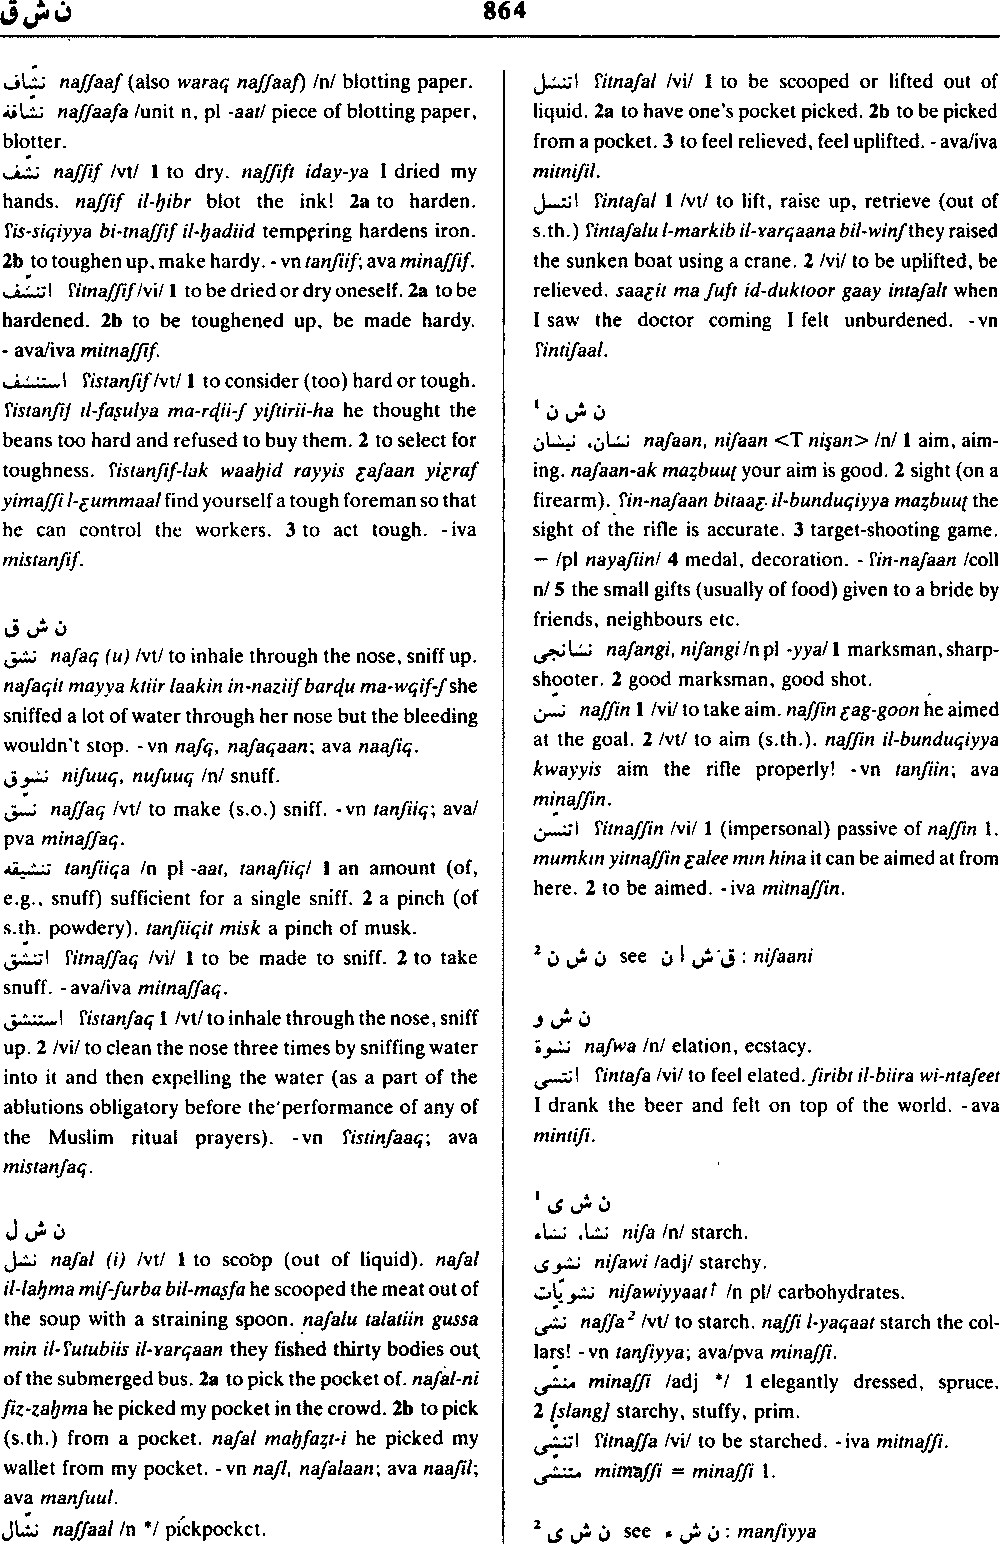 ن ش ق
864
نشّاف naʃʃaaf (also waraq naʃʃaaf) /n/ blotting paper.
نشّافة naʃʃaafa /unit n, pl -aat/ piece of blotting paper,
blotter.
نشّف naʃʃif /vt/ 1 to dry. naʃʃift iday-ya I dried my
hands. naʃʃif il-ḥibr blot the ink! 2a to harden.
ʕis-siqiyya bi-tnaʃʃif il-ḥadiid tempering hardens iron.
2b to toughen up, make hardy. - vn tanʃiif; ava minaʃʃif.
اتنشّف ʕitnaʃʃif /vi/ 1 to be dried or dry oneself. 2a to be
hardened. 2b to be toughened up, be made hardy.
- ava/iva mitnaʃʃif.
استنشف ʕistanʃif /vt/ 1 to consider (too) hard or tough.
ʕistanʃif il-faṣulya ma-rḍii-ʃ yiʃtirii-ha he thought the
beans too hard and refused to buy them. 2 to select for
toughness. ʕistanʃif-lak waaḥid rayyis ɛaʃaan yiɛraf
yimaʃʃi l-ɛummaal find yourself a tough foreman so that
he can control the workers. 3 to act tough. -iva
mistanʃif.
ن ش ق
نشق naʃaq (u) /vt/ to inhale through the nose, sniff up.
naʃaqit mayya ktiir laakin in-naziif barḍu ma-wqif-ʃ she
sniffed a lot of water through her nose but the bleeding
wouldn't stop. - vn naʃq, naʃaqaan; ava naaʃiq.
نشوق niʃuuq, nuʃuuq /n/ snuff.
نشّق naʃʃaq /vt/ to make (s.o.) sniff. - vn tanʃiiq; ava/
pva minaʃʃaq.
تنشيقه tanʃiiqa /n pl -aat, tanaʃiiq/ 1 an amount (of,
e.g., snuff) sufficient for a single sniff. 2 a pinch (of
s.th. powdery). tanʃiiqit misk a pinch of musk.
اتنشّق ʕitnaʃʃaq /vi/ 1 to be made to sniff. 2 to take
snuff. - ava/iva mitnaʃʃaq.
استنشق ʕistanʃaq 1 /vt/ to inhale through the nose, sniff
up. 2 /vi/ to clean the nose three times by sniffing water
into it and then expelling the water (as a part of the
ablutions obligatory before the performance of any of
the Muslim ritual prayers). -vn ʕistinʃaaq; ava
mistanʃaq.
ن ش ل
نشل naʃal (i) /vt/ 1 to scoop (out of liquid). naʃal
il-laḥma miʃ-ʃurba bil-maṣfa he scooped the meat out of
the soup with a straining spoon. naʃalu talatiin gussa
min il-ʕutubiis il-ɤarqaan they fished thirty bodies out
of the submerged bus. 2a to pick the pocket of. naʃal-ni
fiz-zaḥma he picked my pocket in the crowd. 2b to pick
(s.th.) from a pocket. naʃal maḥfaẓt-i he picked my
wallet from my pocket. - vn naʃl, naʃalaan; ava naaʃil;
ava manʃuul.
نشّال naʃʃaal /n */ pickpocket.
اتنشل ʕitnaʃal /vi/ 1 to be scooped or lifted out of
liquid. 2a to have one's pocket picked. 2b to be picked
from a pocket. 3 to feel relieved, feel uplifted. - ava/iva
mitniʃil.
انتشل ʕintaʃal 1 /vt/ to lift, raise up, retrieve (out of
s.th.) ʕintaʃalu l-markib il-ɤarqaana bil-winʃ they raised
the sunken boat using a crane. 2 /vi/ to be uplifted, be
relieved. saaɛit ma ʃuft id-duktoor gaay intaʃalt when
I saw the doctor coming I felt unburdened. -vn
ʕintiʃaal.
ن ش ن ¹
نشان، نيشان naʃaan, niʃaan <T nişan> /n/ 1 aim, aim-
ing. naʃaan-ak maẓbuuṭ your aim is good. 2 sight (on a
firearm). ʕin-naʃaan bitaaɛ il-bunduqiyya maẓbuuṭ the
sight of the rifle is accurate. 3 target-shooting game.
— /pl nayaʃiin/ 4 medal, decoration. - ʕin-naʃaan /coll
n/ 5 the small gifts (usually of food) given to a bride by
friends, neighbours etc.
نشانجى naʃangi, niʃangi /n pl -yya/ 1 marksman, sharp-
shooter. 2 good marksman, good shot.
نشّن naʃʃin 1 /vi/ to take aim. naʃʃin ɛag-goon he aimed
at the goal. 2 /vt/ to aim (s.th.). naʃʃin il-bunduqiyya
kwayyis aim the rifle properly! -vn tanʃiin; ava
minaʃʃin.
اتنشّن ʕitnaʃʃin /vi/ 1 (impersonal) passive of naʃʃin 1.
mumkin yitnaʃʃin ɛalee min hina it can be aimed at from
here. 2 to be aimed. - iva mitnaʃʃin.
ن ش ن ² see ق ش ا ن : niʃaani
ن ش و
نشوة naʃwa /n/ elation, ecstacy.
انتشى ʕintaʃa /vi/ to feel elated. ʃiribt il-biira wi-ntaʃeet
I drank the beer and felt on top of the world. -ava
mintiʃi.
ن ش ى ¹
نشا، نشاء niʃa /n/ starch.
نشوى niʃawi /adj/ starchy.
نشويّات niʃawiyyaat↑ /n pl/ carbohydrates.
نشّى naʃʃa² /vt/ to starch. naʃʃi l-yaqaat starch the col-
lars! - vn tanʃiyya; ava/pva minaʃʃi.
منشّى minaʃʃi /adj */ 1 elegantly dressed, spruce.
2 [slang] starchy, stuffy, prim.
اتنشّى ʕitnaʃʃa /vi/ to be starched. - iva mitnaʃʃi.
متنشّى mitnaʃʃi = minaʃʃi 1.
ن ش ى ² see ن ش ء : manʃiyya